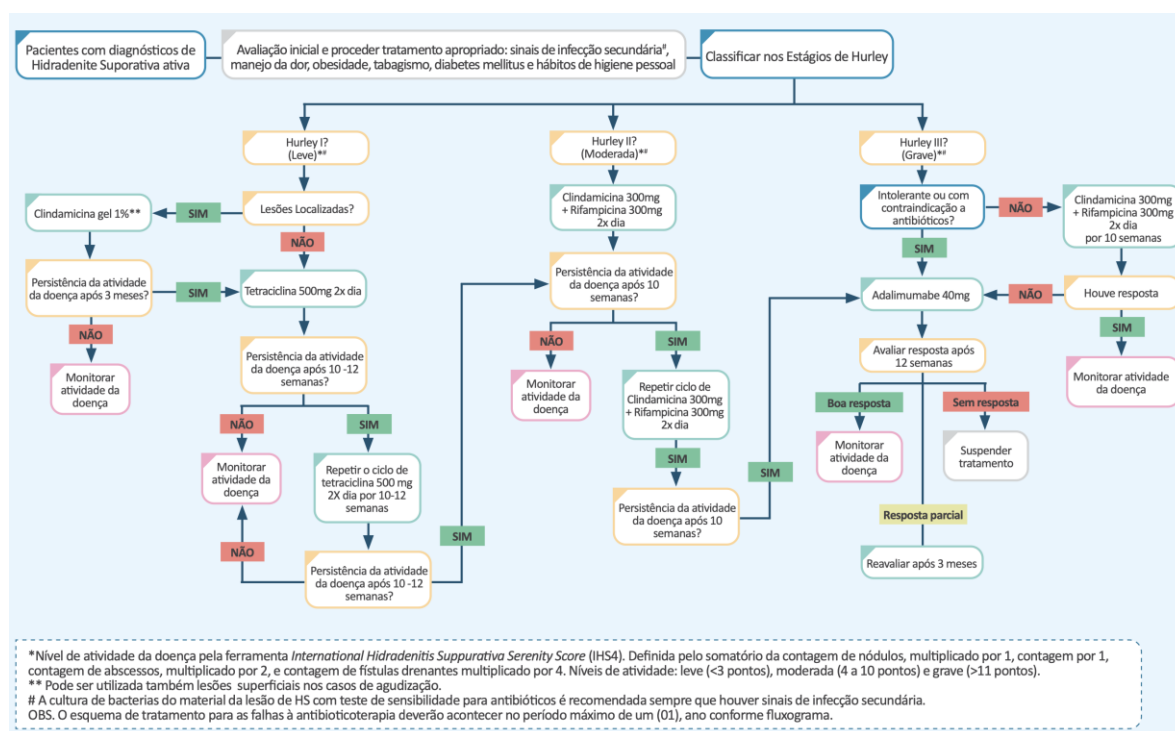 Pacientes com diagnósticos de
Hidradenite Suporativa ativa
Avaliação inicial e proceder tratamento apropriado: sinais de infecção secundária#,
manejo da dor, obesidade, tabagismo, diabetes mellitus e hábitos de higiene pessoal
Classificar nos Estágios de Hurley
Hurley I?
(Leve)*#
Lesões Localizadas?
SIM
Clindamicina gel 1%**
Persistência da atividade
da doença após 3 meses?
SIM
NÃO
Monitorar
atividade da
doença
NÃO
Tetraciclina 500mg 2x dia
Persistência da atividade
da doença após 10 -12
semanas?
NÃO
Monitorar
atividade da
doença
SIM
Repetir o ciclo de
tetraciclina 500 mg
2X dia por 10-12
semanas
Persistência da atividade
da doença após 10 -12
semanas?
NÃO
SIM
Hurley II?
(Moderada)*#
Clindamicina 300mg
+ Rifampicina 300mg
2x dia
Persistência da atividade
da doença após 10
semanas?
NÃO
Monitorar
atividade da
doença
SIM
Repetir ciclo de
Clindamicina 300mg
+ Rifampicina 300mg
2x dia
SIM
Persistência da atividade
da doença após 10
semanas?
SIM
Hurley III?
(Grave)*#
Intolerante ou com
contraindicação a
antibióticos?
NÃO
Clindamicina 300mg
+ Rifampicina 300mg
2x dia
por 10 semanas
Houve resposta
NÃO
SIM
Monitorar atividade
da doença
SIM
Adalimumabe 40mg
Avaliar resposta após
12 semanas
Boa resposta
Monitorar
atividade da
doença
Sem resposta
Suspender
tratamento
Resposta parcial
Reavaliar após 3 meses
*Nível de atividade da doença pela ferramenta International Hidradenitis Suppurativa Serenity Score (IHS4). Definida pelo somatório da contagem de nódulos, multiplicado por 1, contagem por 1,
contagem de abscessos, multiplicado por 2, e contagem de fístulas drenantes multiplicado por 4. Níveis de atividade: leve (<3 pontos), moderada (4 a 10 pontos) e grave (>11 pontos).
** Pode ser utilizada também lesões superficiais nos casos de agudização.
# A cultura de bacterias do material da lesão de HS com teste de sensibilidade para antibióticos é recomendada sempre que houver sinais de infecção secundária.
OBS. O esquema de tratamento para as falhas à antibioticoterapia deverão acontecer no período máximo de um (01), ano conforme fluxograma.